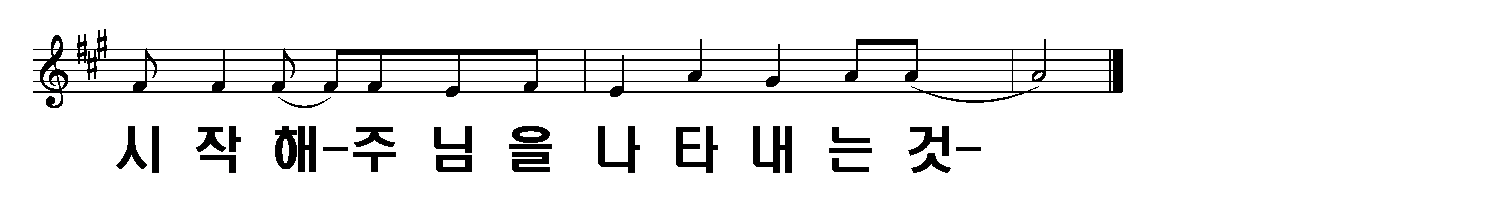 시 작 해-주 님 을 나 타 내 는 것-